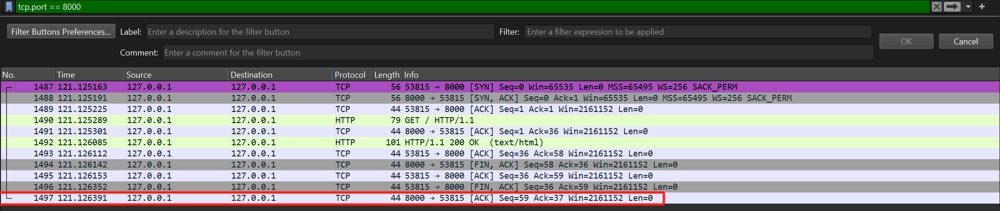 tcp.port == 8000
Filter Buttons Preferences... Label: Enter a description for the filter button Filter: Enter a filter expression to be applied OK Cancel
Comment: Enter a comment for the filter button
No. Time Source Destination Protocol Length Info
1487 121.125163 127.0.0.1 127.0.0.1 TCP 56 53815 → 8000 [SYN] Seq=0 Win=65535 Len=0 MSS=65495 WS=256 SACK_PERM
1488 121.125191 127.0.0.1 127.0.0.1 TCP 56 8000 → 53815 [SYN, ACK] Seq=0 Ack=1 Win=65535 Len=0 MSS=65495 WS=256 SACK_PERM
1489 121.125225 127.0.0.1 127.0.0.1 TCP 44 53815 → 8000 [ACK] Seq=1 Ack=1 Win=2161152 Len=0
1490 121.125289 127.0.0.1 127.0.0.1 HTTP 79 GET / HTTP/1.1
1491 121.125301 127.0.0.1 127.0.0.1 TCP 44 8000 → 53815 [ACK] Seq=1 Ack=36 Win=2161152 Len=0
1492 121.126085 127.0.0.1 127.0.0.1 HTTP 101 HTTP/1.1 200 OK (text/html)
1493 121.126112 127.0.0.1 127.0.0.1 TCP 44 53815 → 8000 [ACK] Seq=36 Ack=58 Win=2161152 Len=0
1494 121.126142 127.0.0.1 127.0.0.1 TCP 44 8000 → 53815 [FIN, ACK] Seq=58 Ack=36 Win=2161152 Len=0
1495 121.126153 127.0.0.1 127.0.0.1 TCP 44 53815 → 8000 [ACK] Seq=36 Ack=59 Win=2161152 Len=0
1496 121.126352 127.0.0.1 127.0.0.1 TCP 44 53815 → 8000 [FIN, ACK] Seq=36 Ack=59 Win=2161152 Len=0
1497 121.126391 127.0.0.1 127.0.0.1 TCP 44 8000 → 53815 [ACK] Seq=59 Ack=37 Win=2161152 Len=0